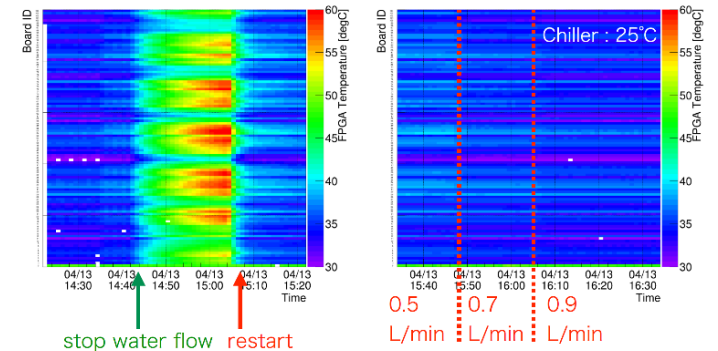 Board ID
60
55
50
45
40
35
30
FPGA Temperature [degC]
04/13 04/13 04/13 04/13 04/13 04/13
14:30 14:40 14:50 15:00 15:10 15:20
Time
stop water flow restart
Board ID
Chiller : 25℃
60
55
50
45
40
35
30
FPGA Temperature [degC]
04/13 04/13 04/13 04/13 04/13 04/13
15:40 15:50 16:00 16:10 16:20 16:30
Time
0.5 0.7 0.9
L/min L/min L/min